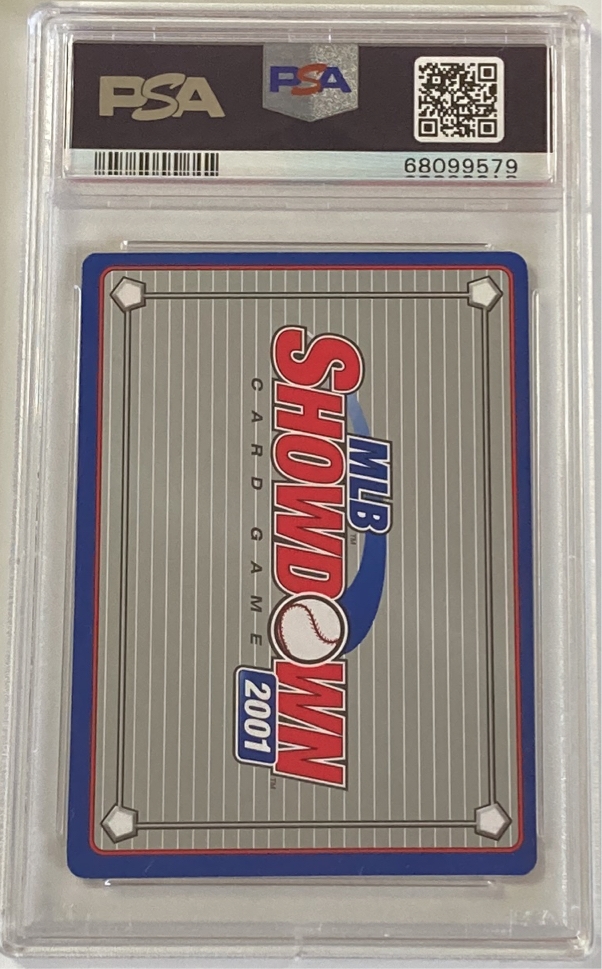 PSA
PSA
68099579
MLB
SHOWDOWN
CARD GAME
2001